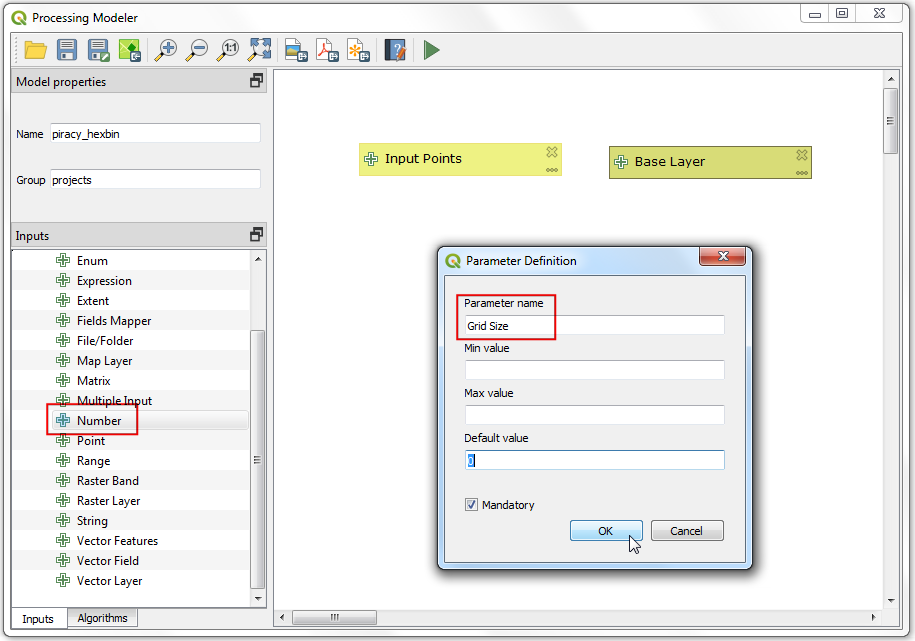 Processing Modeler
1:1
Model properties
Name piracy_hexbin
Group projects
Inputs
Enum
Expression
Extent
Fields Mapper
File/Folder
Map Layer
Matrix
Multiple Input
Number
Point
Range
Raster Band
Raster Layer
String
Vector Features
Vector Field
Vector Layer
Inputs Algorithms
Input Points
Base Layer
Parameter Definition
Parameter name
Grid Size
Min value
Max value
Default value
0
Mandatory
OK Cancel